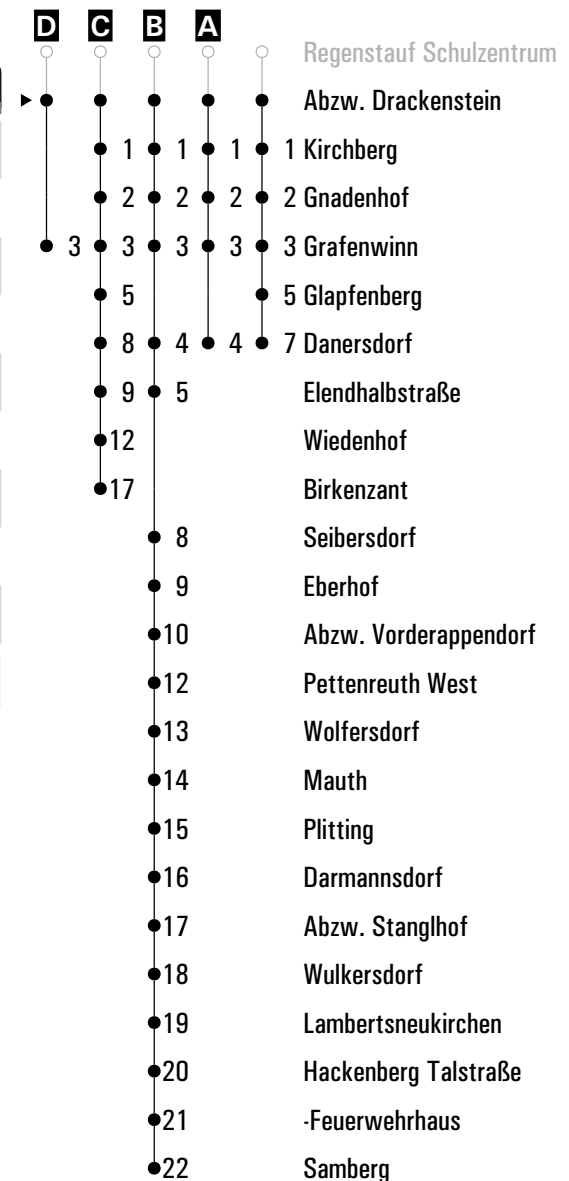 D C B A
Regenstauf Schulzentrum
Abzw. Drackenstein
1 1 1 1 Kirchberg
2 2 2 2 Gnadenhof
3 3 3 3 3 Grafenwinn
5 5 Glapfenberg
8 4 4 7 Danersdorf
9 5 Elendhalbstraße
12 Wiedenhof
17 Birkenzant
8 Seibersdorf
9 Eberhof
10 Abzw. Vorderappendorf
12 Pettenreuth West
13 Wolfersdorf
14 Mauth
15 Plitting
16 Darmannsdorf
17 Abzw. Stanglhof
18 Wulkersdorf
19 Lambertsneukirchen
20 Hackenberg Talstraße
21 -Feuerwehrhaus
22 Samberg